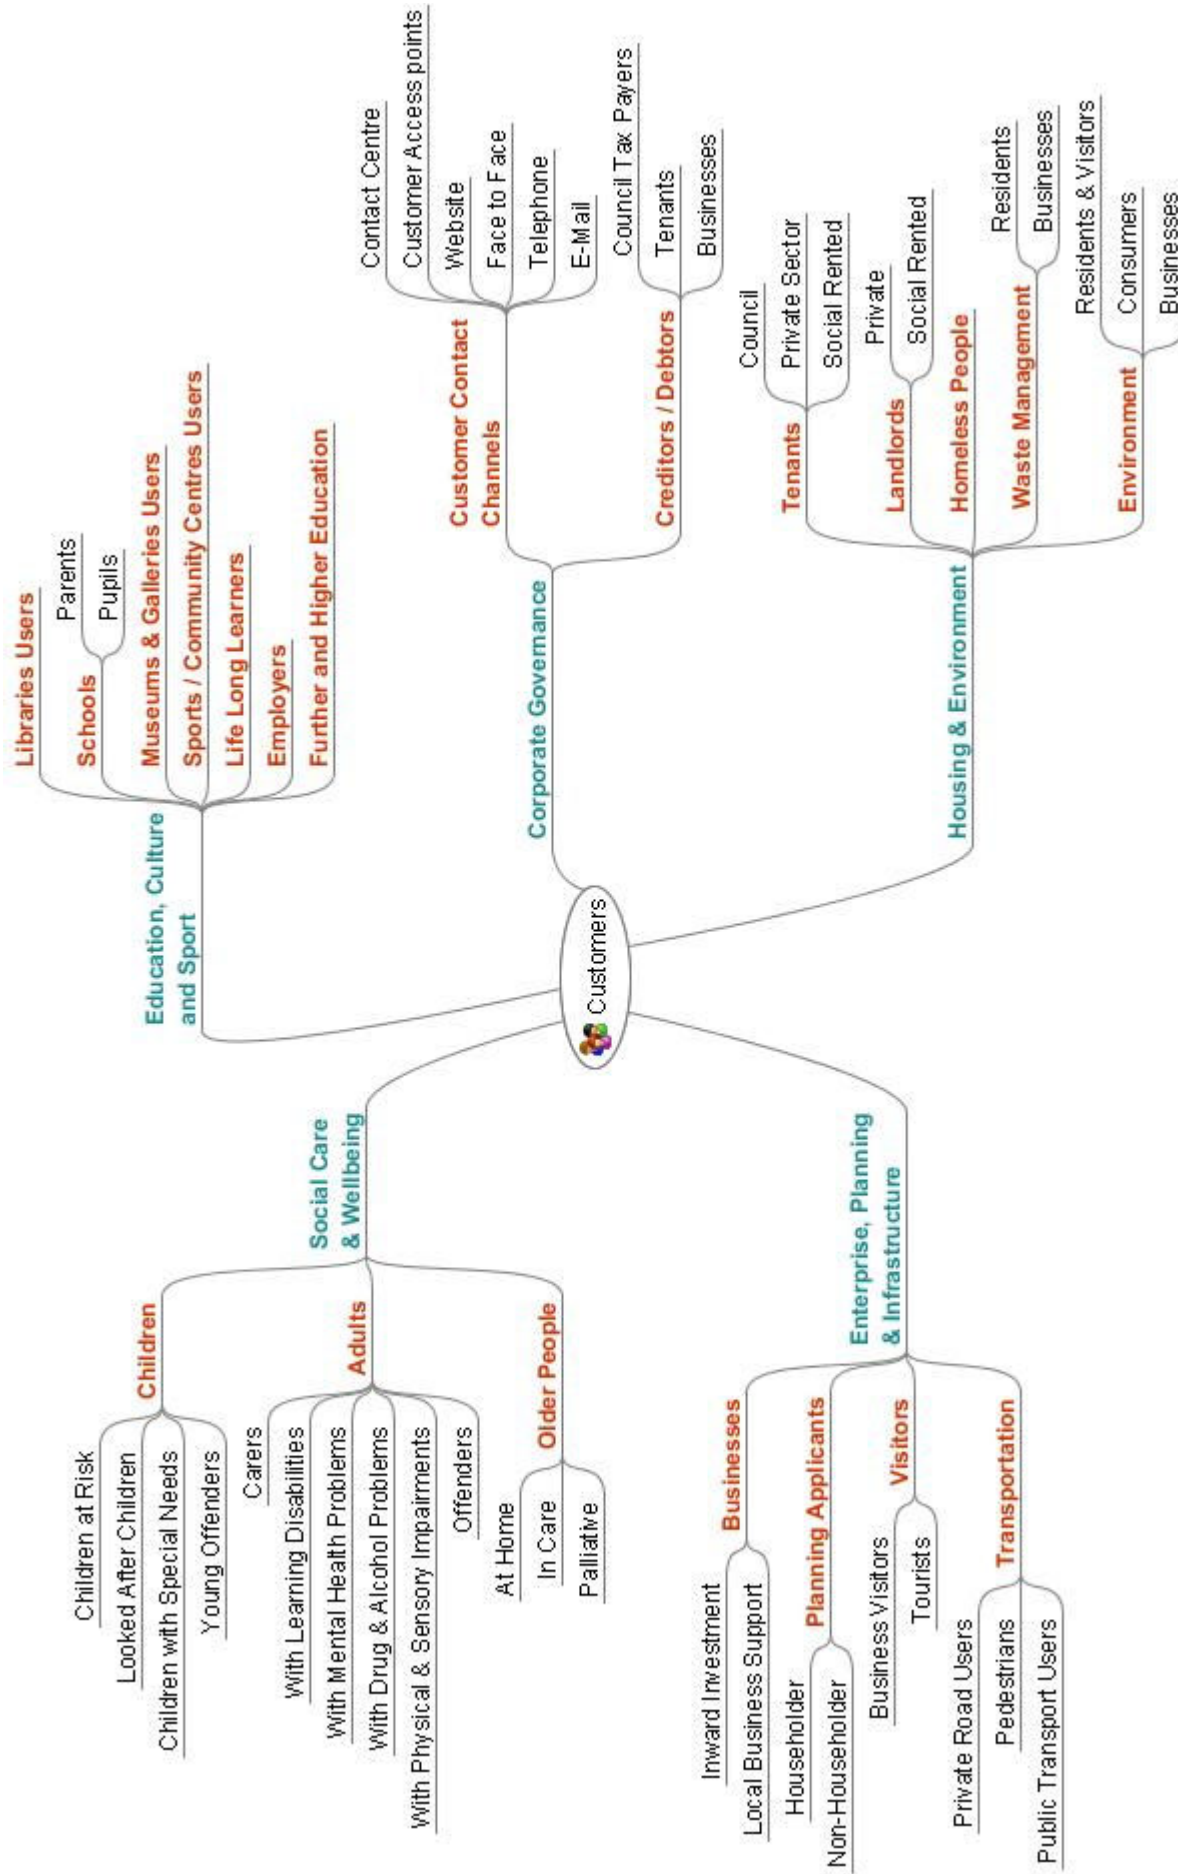 Customers
Education, Culture
and Sport
Libraries Users
Schools
Parents
Pupils
Museums & Galleries Users
Sports / Community Centres Users
Life Long Learners
Employers
Further and Higher Education
Corporate Governance
Customer Contact
Channels
Contact Centre
Customer Access points
Website
Face to Face
Telephone
E-Mail
Creditors / Debtors
Council Tax Payers
Tenants
Businesses
Housing & Environment
Tenants
Council
Private Sector
Social Rented
Landlords
Private
Social Rented
Homeless People
Waste Management
Residents
Businesses
Environment
Residents & Visitors
Consumers
Businesses
Social Care
& Wellbeing
Children
Children at Risk
Looked After Children
Children with Special Needs
Young Offenders
Adults
Carers
With Learning Disabilities
With Mental Health Problems
With Drug & Alcohol Problems
With Physical & Sensory Impairments
Offenders
Older People
At Home
In Care
Palliative
Enterprise, Planning
& Infrastructure
Businesses
Inward Investment
Local Business Support
Planning Applicants
Householder
Non-Householder
Visitors
Business Visitors
Tourists
Transportation
Private Road Users
Pedestrians
Public Transport Users